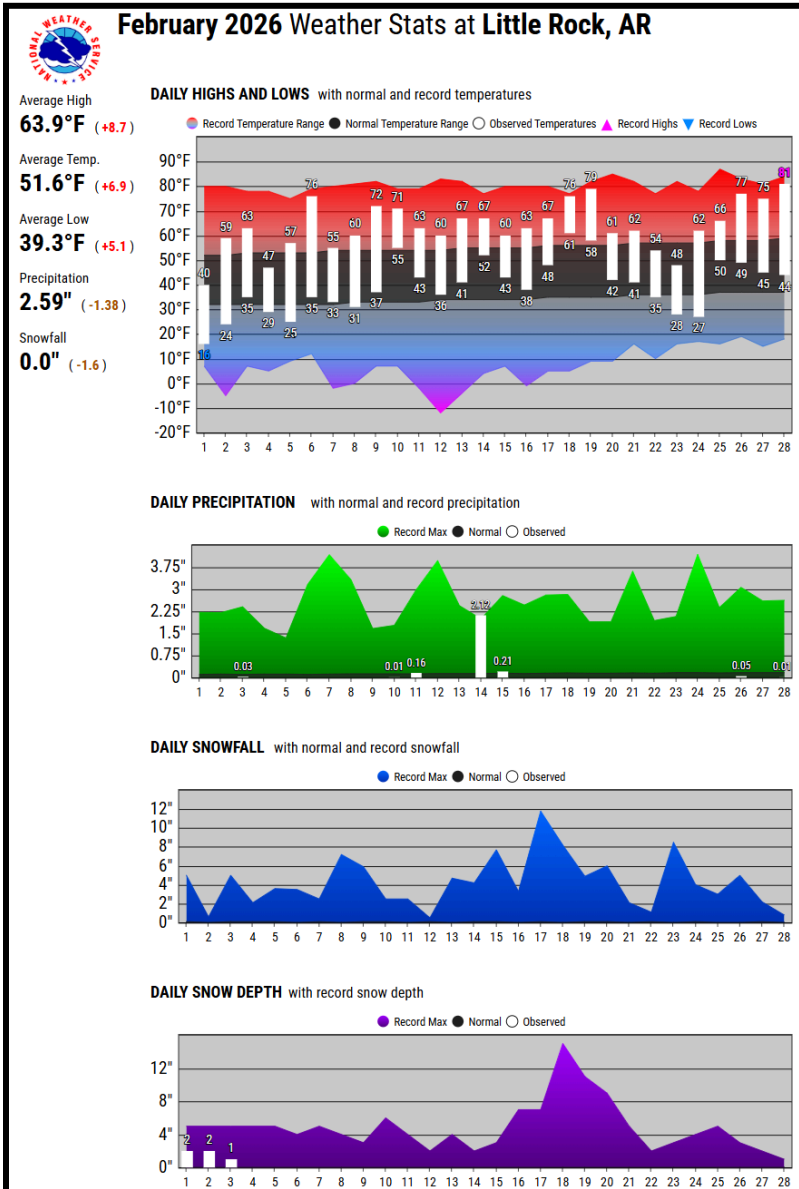 February 2026 Weather Stats at Little Rock, AR
NATIONAL WEATHER SERVICE
Average High
63.9°F (+8.7)
Average Temp.
51.6°F (+6.9)
Average Low
39.3°F (+5.1)
Precipitation
2.59" (-1.38)
Snowfall
0.0" (-1.6)
DAILY HIGHS AND LOWS with normal and record temperatures
Record Temperature Range Normal Temperature Range Observed Temperatures Record Highs Record Lows
90°F
80°F
70°F
60°F
50°F
40°F
30°F
20°F
10°F
0°F
-10°F
-20°F
40 59 63 47 57 76 55 60 72 71 63 60 67 67 60 63 67 76 79 61 62 54 48 62 66 77 75 81
16 24 35 29 25 35 33 31 37 55 43 36 41 52 43 38 48 61 58 42 41 35 28 27 50 49 45 44
1 2 3 4 5 6 7 8 9 10 11 12 13 14 15 16 17 18 19 20 21 22 23 24 25 26 27 28
DAILY PRECIPITATION with normal and record precipitation
Record Max Normal Observed
3.75"
3"
2.25"
1.5"
0.75"
0"
0.03 0.01 0.16 2.12 0.21 0.05 0.01
1 2 3 4 5 6 7 8 9 10 11 12 13 14 15 16 17 18 19 20 21 22 23 24 25 26 27 28
DAILY SNOWFALL with normal and record snowfall
Record Max Normal Observed
12"
10"
8"
6"
4"
2"
0"
1 2 3 4 5 6 7 8 9 10 11 12 13 14 15 16 17 18 19 20 21 22 23 24 25 26 27 28
DAILY SNOW DEPTH with record snow depth
Record Max Normal Observed
12"
8"
4"
0"
2 2 1
1 2 3 4 5 6 7 8 9 10 11 12 13 14 15 16 17 18 19 20 21 22 23 24 25 26 27 28